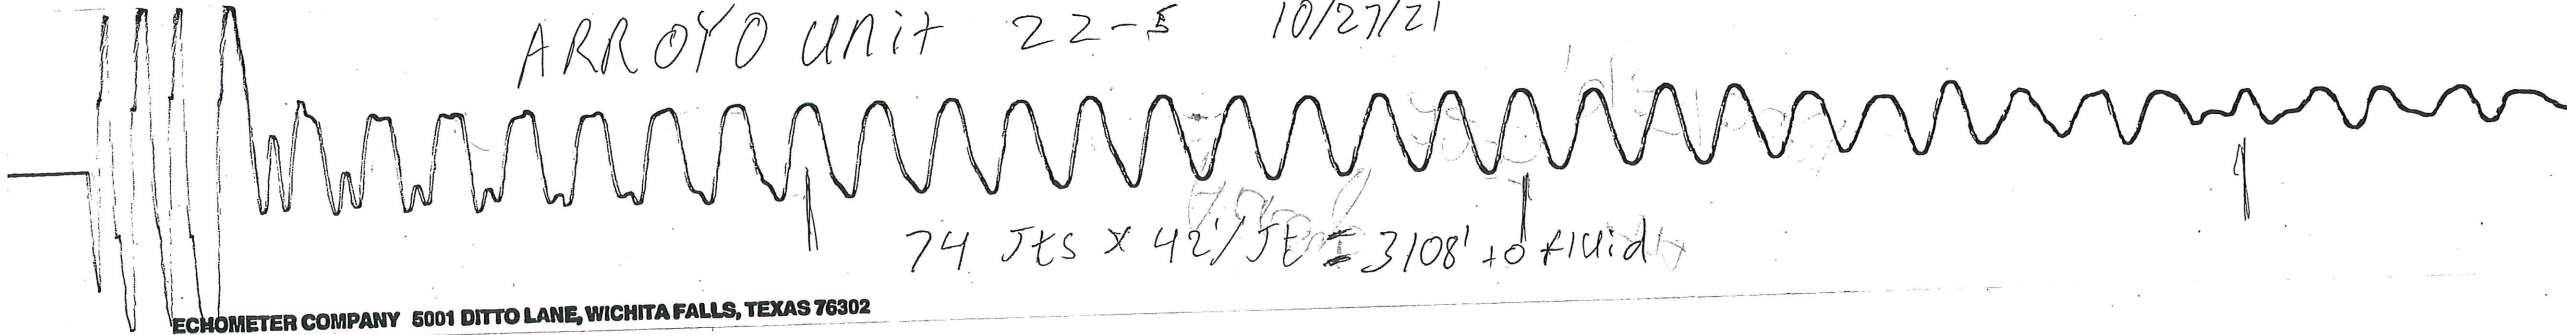 ARROYO Unit 22-5 10/27/21
74 Jts x 42'/Jt = 3108' to fluid
ECHOMETER COMPANY 5001 DITTO LANE, WICHITA FALLS, TEXAS 76302